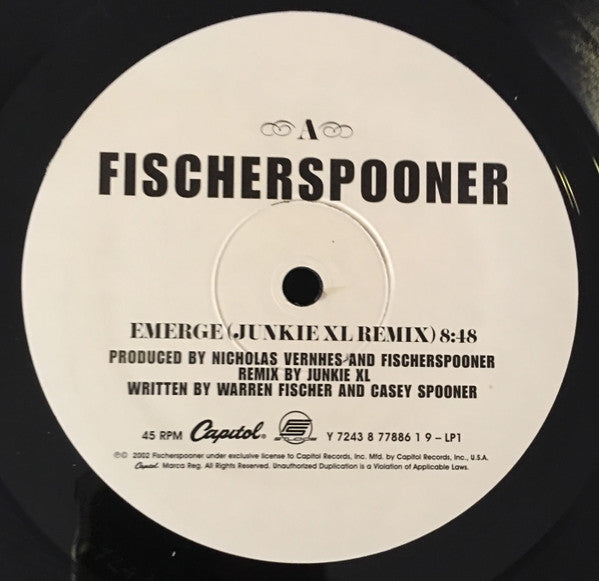 A
FISCHERSPOONER
EMERGE (JUNKIE XL REMIX) 8:48
PRODUCED BY NICHOLAS VERNHES AND FISCHERSPOONER
REMIX BY JUNKIE XL
WRITTEN BY WARREN FISCHER AND CASEY SPOONER
45 RPM Capitol® Y 7243 8 77886 1 9 – LP1
℗© 2002 Fischerspooner under exclusive license to Capitol Records, Inc. Mfd. by Capitol Records, Inc., U.S.A.
Capitol. Marca Reg. All Rights Reserved. Unauthorized Duplication is a Violation of Applicable Laws.